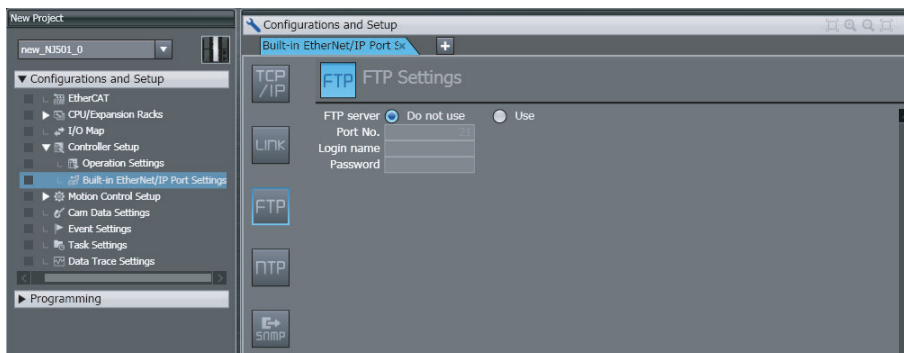 New Project
new_NJ501_0
▼ Configurations and Setup
EtherCAT
▶ CPU/Expansion Racks
I/O Map
▼ Controller Setup
Operation Settings
Built-in EtherNet/IP Port Settings
▶ Motion Control Setup
Cam Data Settings
▶ Event Settings
Task Settings
Data Trace Settings
▶ Programming
Configurations and Setup
Built-in EtherNet/IP Port S
TCP
/IP
LINK
FTP
NTP
SNMP
FTP FTP Settings
FTP server Do not use Use
Port No. 21
Login name
Password